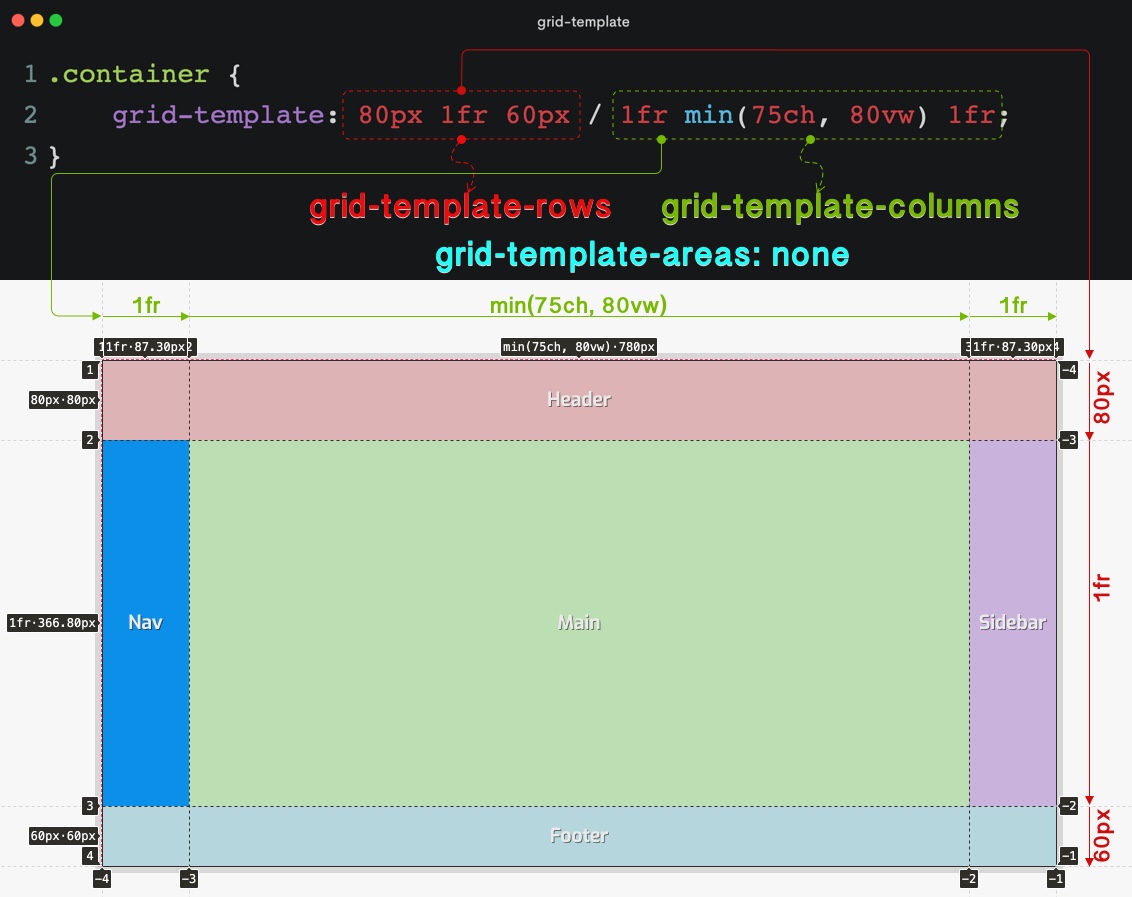 grid-template
1 .container {
2 grid-template: 80px 1fr 60px / 1fr min(75ch, 80vw) 1fr;
3 }
grid-template-rows grid-template-columns
grid-template-areas: none
1fr min(75ch, 80vw) 1fr
1 1fr·87.30px 2 min(75ch, 80vw)·780px 3 1fr·87.30px 4
1 -4
80px·80px Header 80px
2 -3
1fr·366.80px Nav Main Sidebar 1fr
3 -2
60px·60px Footer 60px
4 -1
-4 -3 -2 -1